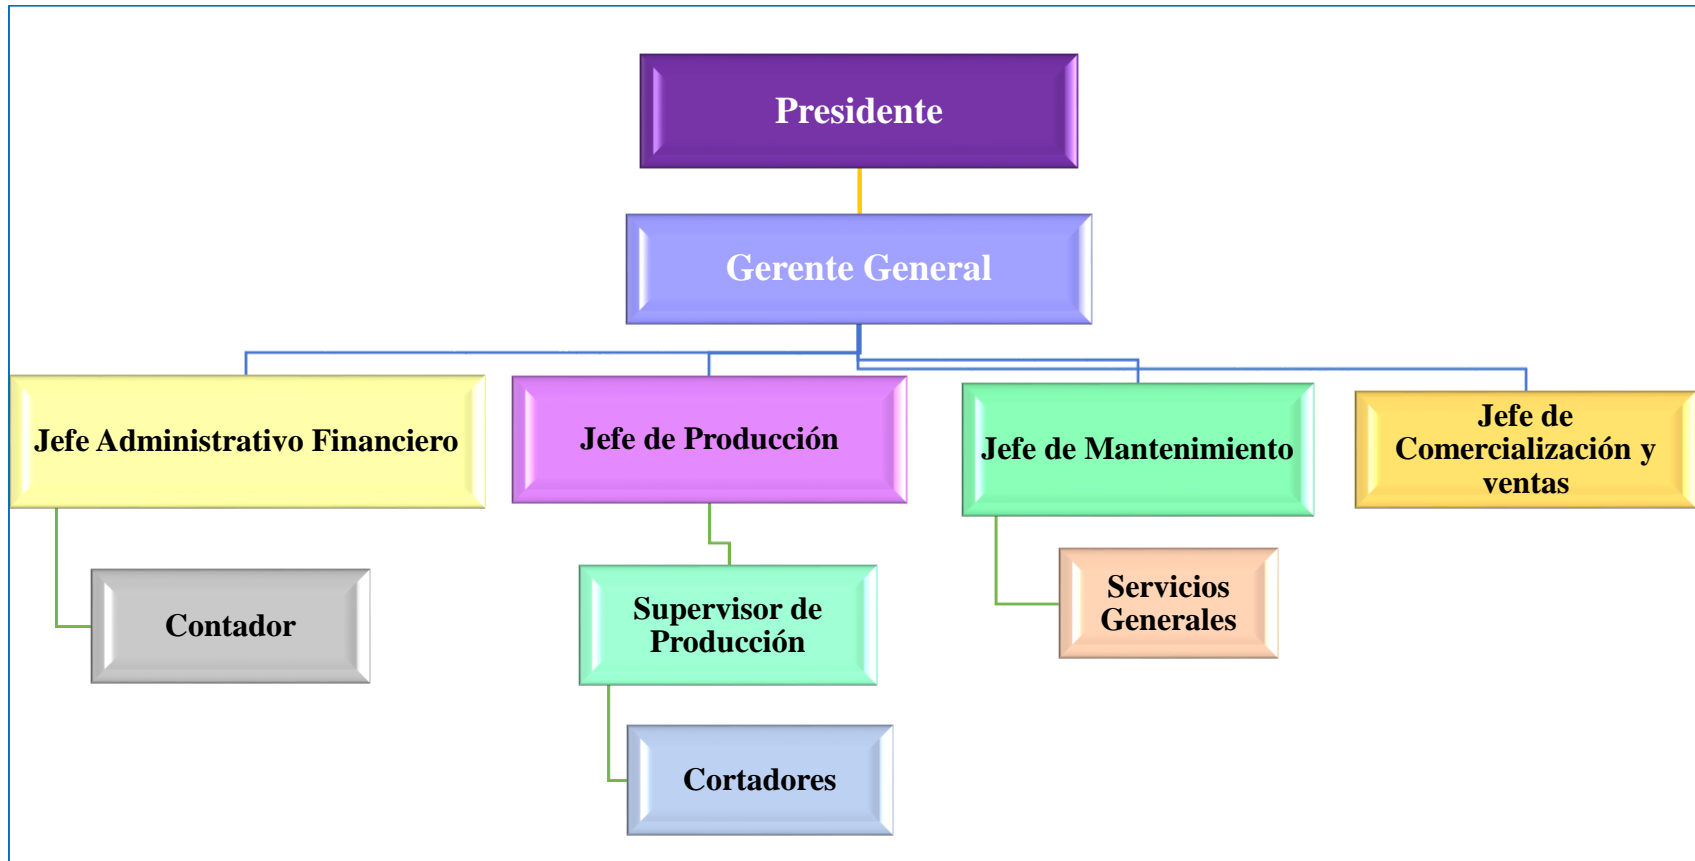 Presidente
Gerente General
Jefe Administrativo Financiero
Jefe de Producción
Jefe de Mantenimiento
Jefe de
Comercialización y
ventas
Contador
Supervisor de
Producción
Servicios
Generales
Cortadores